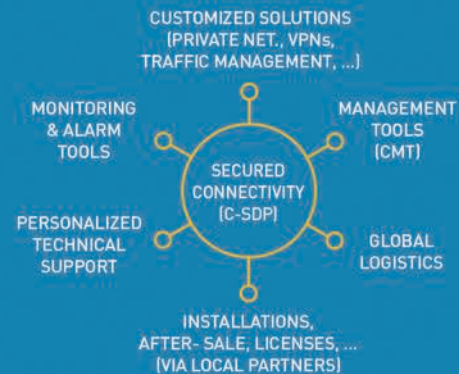 CUSTOMIZED SOLUTIONS
(PRIVATE NET., VPNs,
TRAFFIC MANAGEMENT, ...)
MONITORING
& ALARM
TOOLS
MANAGEMENT
TOOLS
(CMT)
SECURED
CONNECTIVITY
(C-SDP)
PERSONALIZED
TECHNICAL
SUPPORT
GLOBAL
LOGISTICS
INSTALLATIONS,
AFTER- SALE, LICENSES, ...
(VIA LOCAL PARTNERS)